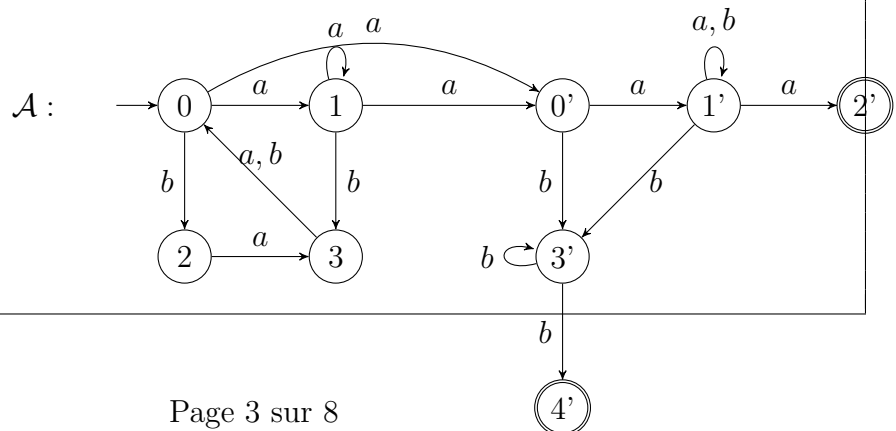 a a
a, b
𝒜 : 0 a 1 a 0' a 1' a 2'
a, b
b b b b
2 a 3 b 3'
b
4'
Page 3 sur 8